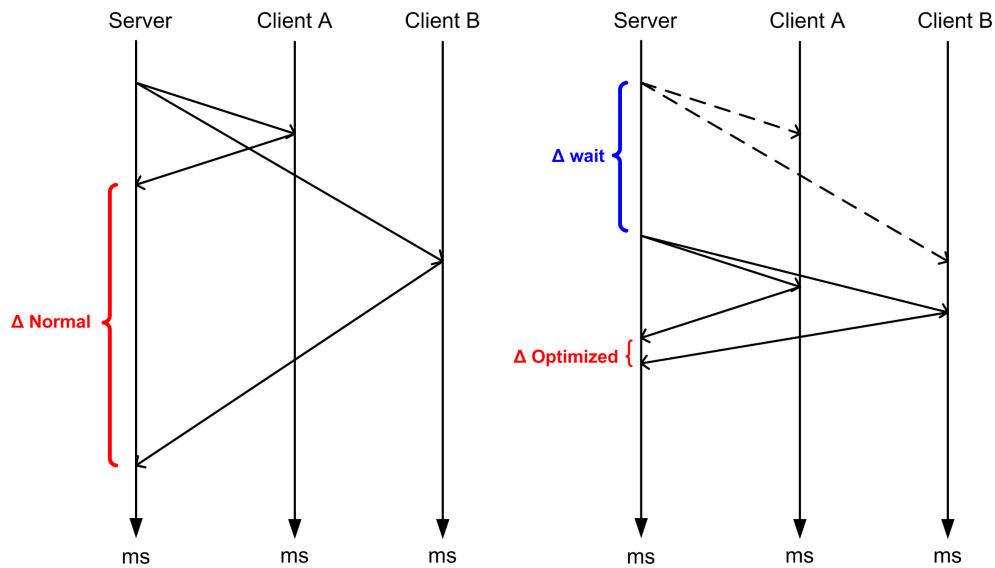 Server Client A Client B
Δ Normal
ms ms ms
Server Client A Client B
Δ wait
Δ Optimized
ms ms ms